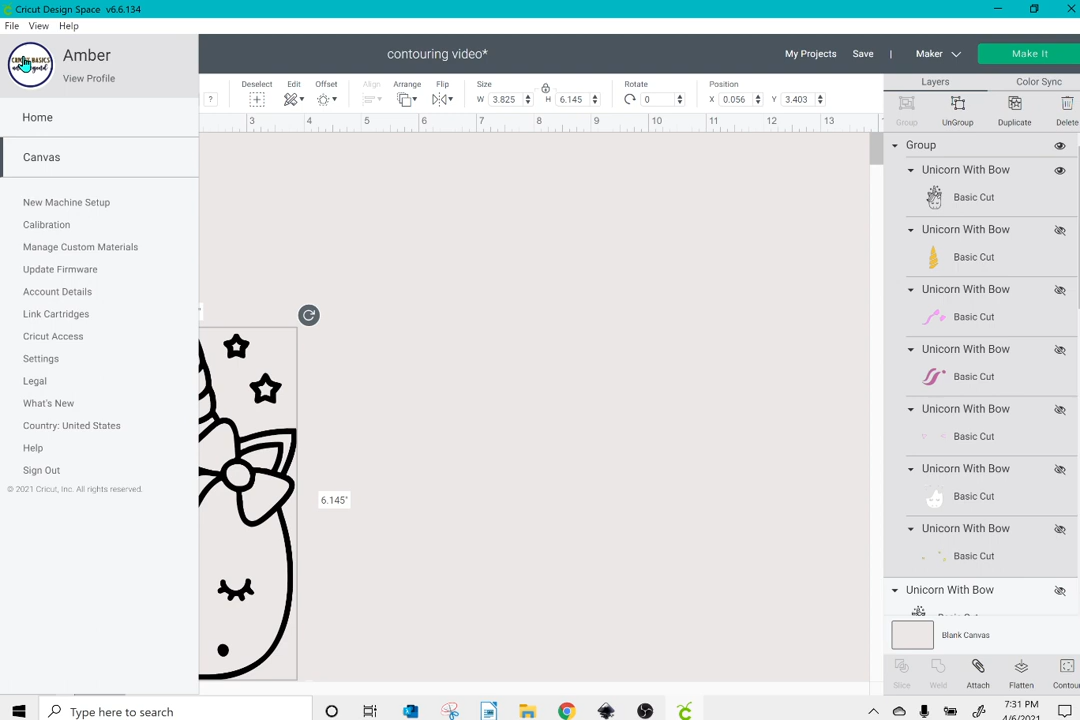 Cricut Design Space v6.6.134
File View Help
Amber
View Profile
Home
Canvas
New Machine Setup
Calibration
Manage Custom Materials
Update Firmware
Account Details
Link Cartridges
Cricut Access
Settings
Legal
What's New
Country: United States
Help
Sign Out
© 2021 Cricut, Inc. All rights reserved.
contouring video*
My Projects Save | Maker Make It
? Deselect Edit Offset Align Arrange Flip Size W 3.825 H 6.145 Rotate 0 Position X 0.056 Y 3.403
3 4 5 6 7 8 9 10 11 12 13
6.145"
Layers Color Sync
Group UnGroup Duplicate Delete
Group
Unicorn With Bow
Basic Cut
Unicorn With Bow
Basic Cut
Unicorn With Bow
Basic Cut
Unicorn With Bow
Basic Cut
Unicorn With Bow
Basic Cut
Unicorn With Bow
Basic Cut
Unicorn With Bow
Basic Cut
Unicorn With Bow
Blank Canvas
Slice Weld Attach Flatten Contour
Type here to search
7:31 PM
4/6/2021